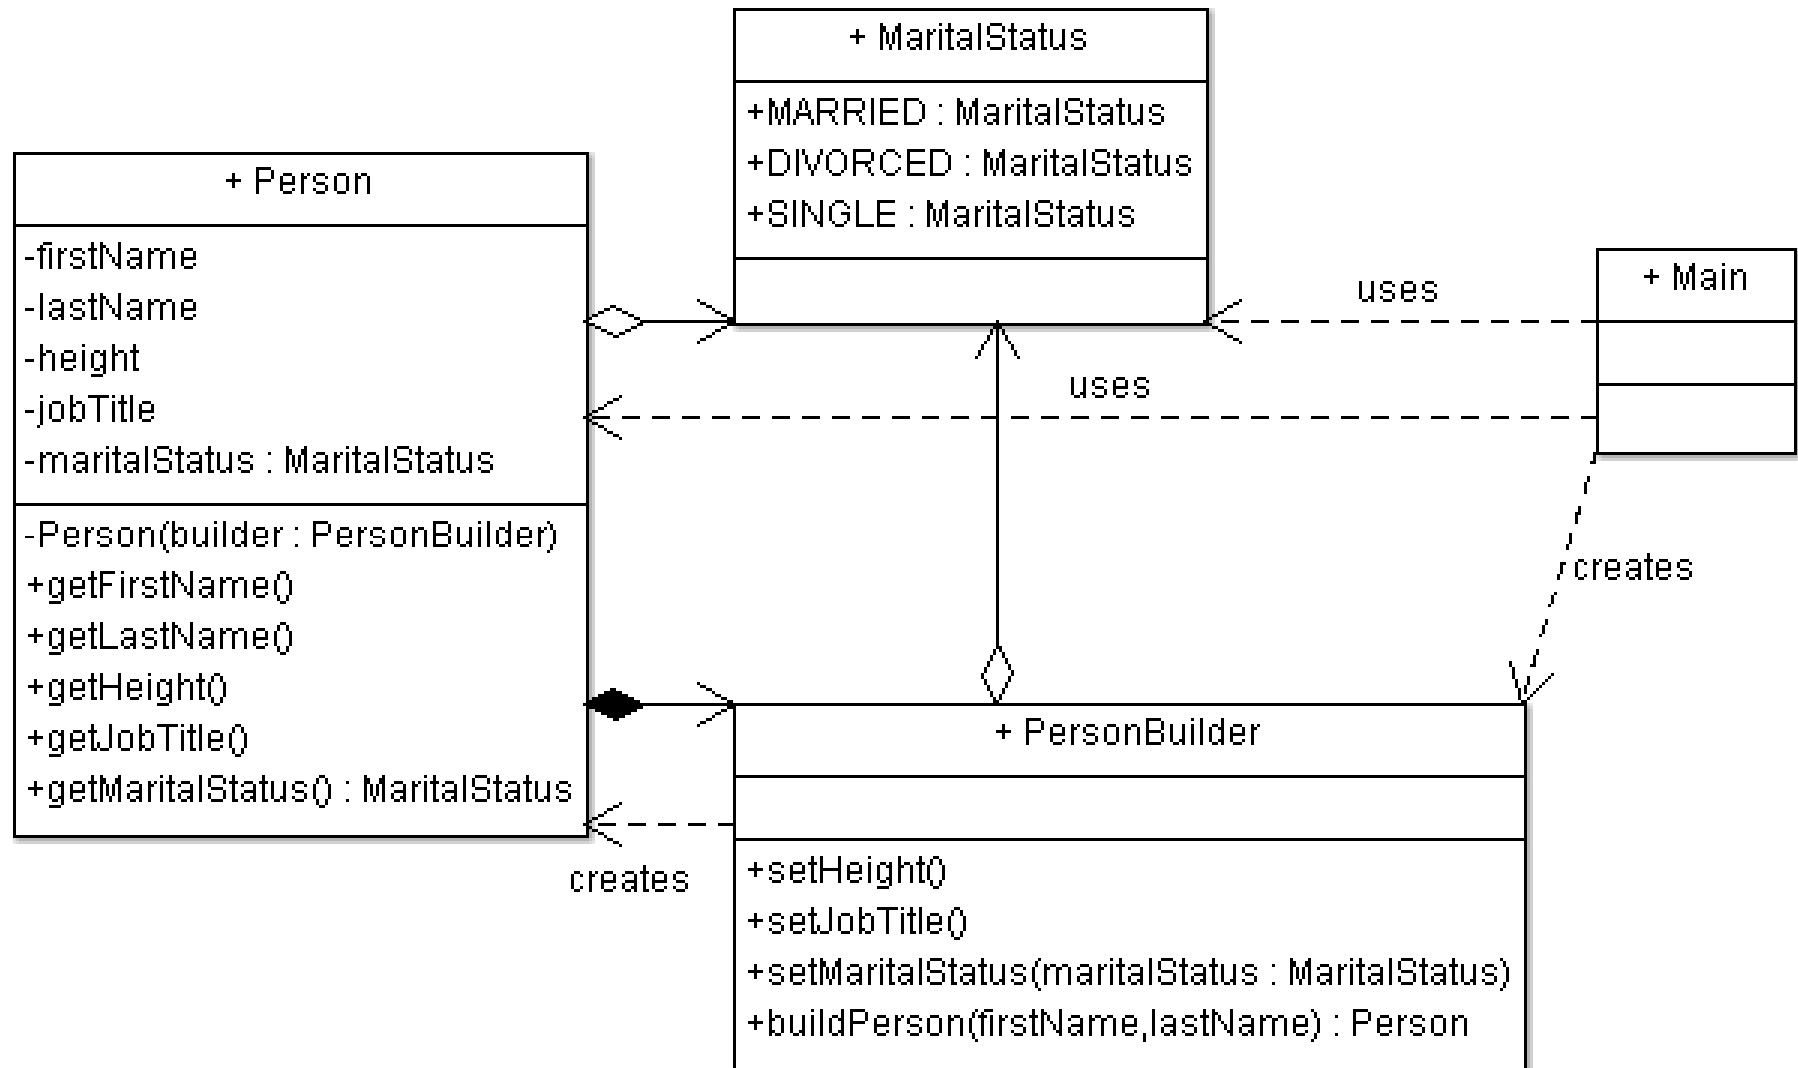 + MaritalStatus
+MARRIED : MaritalStatus
+DIVORCED : MaritalStatus
+SINGLE : MaritalStatus
+ Person
-firstName
-lastName
-height
-jobTitle
-maritalStatus : MaritalStatus
-Person(builder : PersonBuilder)
+getFirstName()
+getLastName()
+getHeight()
+getJobTitle()
+getMaritalStatus() : MaritalStatus
+ Main
uses
uses
creates
creates
+ PersonBuilder
+setHeight()
+setJobTitle()
+setMaritalStatus(maritalStatus : MaritalStatus)
+buildPerson(firstName,lastName) : Person